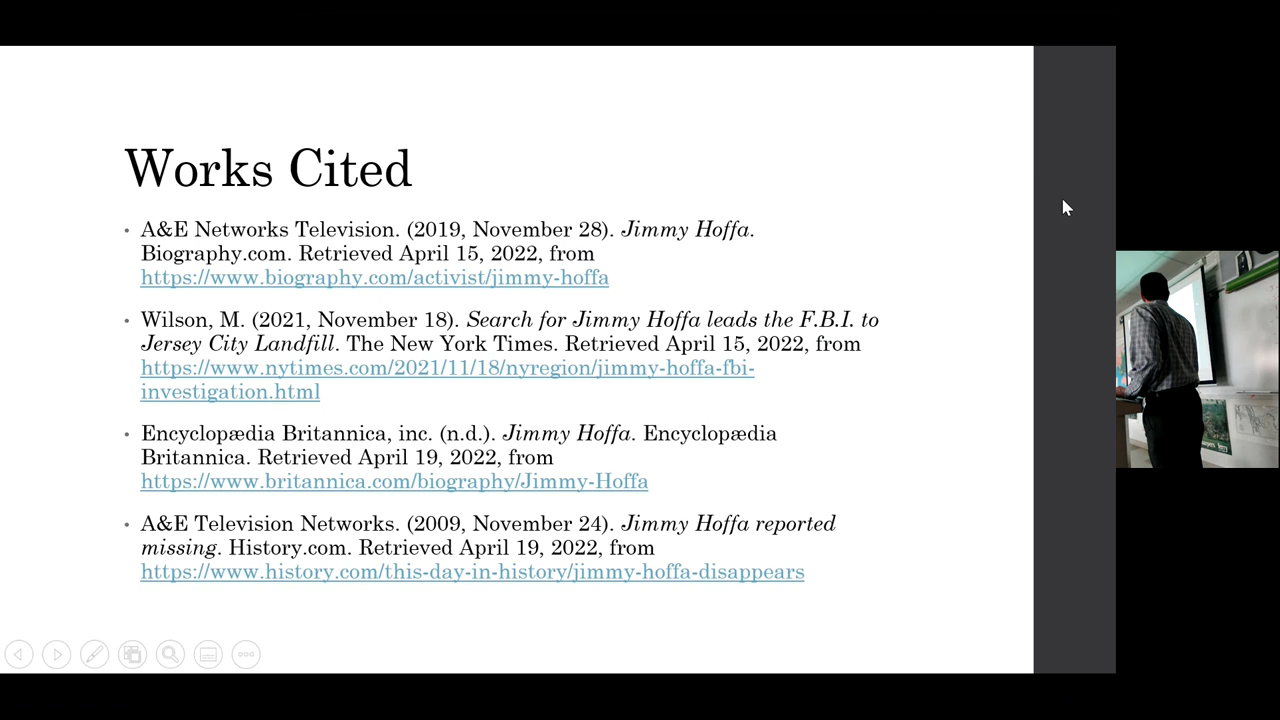 Works Cited
• A&E Networks Television. (2019, November 28). Jimmy Hoffa.
Biography.com. Retrieved April 15, 2022, from
https://www.biography.com/activist/jimmy-hoffa
• Wilson, M. (2021, November 18). Search for Jimmy Hoffa leads the F.B.I. to
Jersey City Landfill. The New York Times. Retrieved April 15, 2022, from
https://www.nytimes.com/2021/11/18/nyregion/jimmy-hoffa-fbi-
investigation.html
• Encyclopædia Britannica, inc. (n.d.). Jimmy Hoffa. Encyclopædia
Britannica. Retrieved April 19, 2022, from
https://www.britannica.com/biography/Jimmy-Hoffa
• A&E Television Networks. (2009, November 24). Jimmy Hoffa reported
missing. History.com. Retrieved April 19, 2022, from
https://www.history.com/this-day-in-history/jimmy-hoffa-disappears